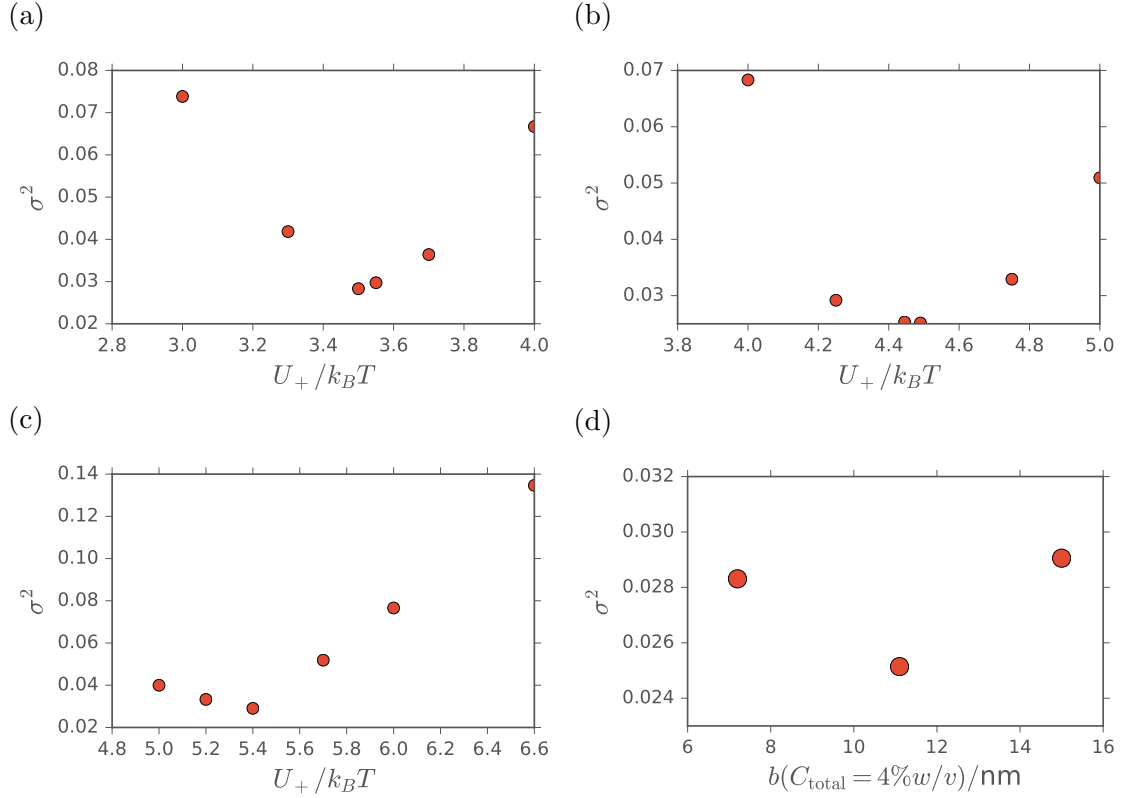 (a)
(b)
0.08
0.07
0.06
0.05
0.04
0.03
0.02
σ²
2.8 3.0 3.2 3.4 3.6 3.8 4.0
U₊/k_BT
0.07
0.06
0.05
0.04
0.03
σ²
3.8 4.0 4.2 4.4 4.6 4.8 5.0
U₊/k_BT
(c)
(d)
0.14
0.12
0.10
0.08
0.06
0.04
0.02
σ²
4.8 5.0 5.2 5.4 5.6 5.8 6.0 6.2 6.4 6.6
U₊/k_BT
0.032
0.030
0.028
0.026
0.024
σ²
6 8 10 12 14 16
b(C_total = 4%w/v)/nm